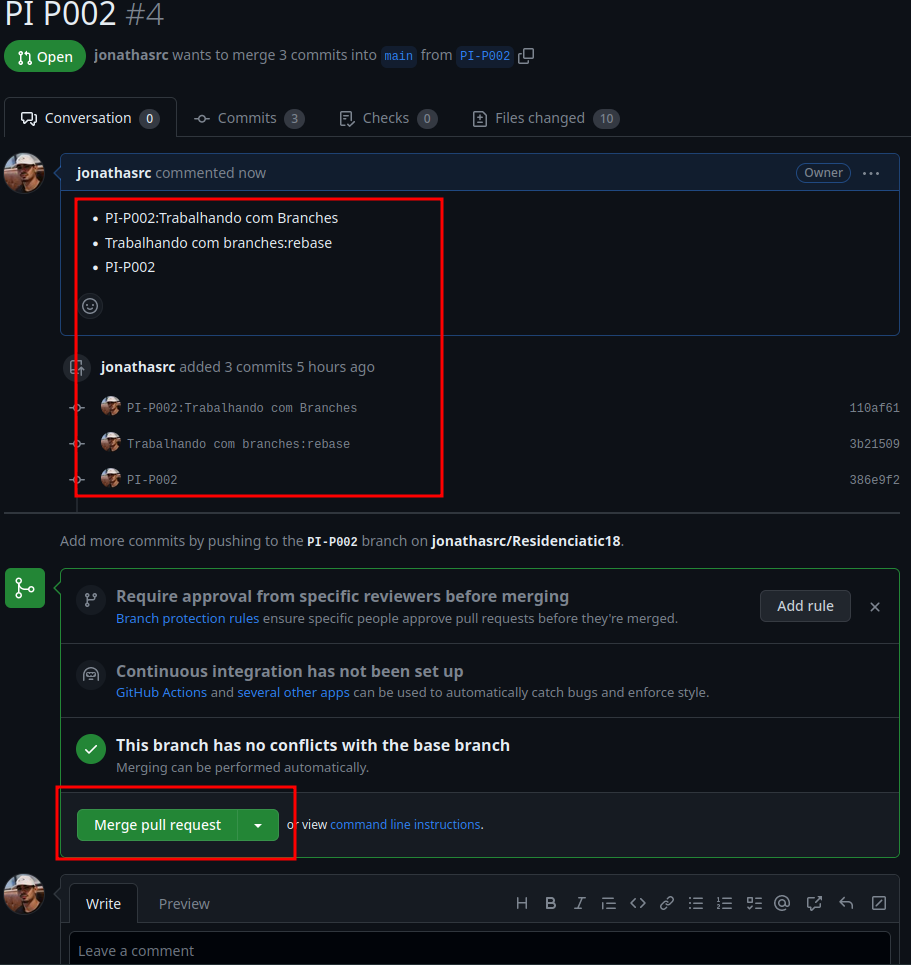 PI P002 #4
Open jonathasrc wants to merge 3 commits into main from PI-P002
Conversation 0 Commits 3 Checks 0 Files changed 10
jonathasrc commented now Owner
PI-P002:Trabalhando com Branches
Trabalhando com branches:rebase
PI-P002
jonathasrc added 3 commits 5 hours ago
PI-P002:Trabalhando com Branches 110af61
Trabalhando com branches:rebase 3b21509
PI-P002 386e9f2
Add more commits by pushing to the PI-P002 branch on jonathasrc/Residenciatic18.
Require approval from specific reviewers before merging
Branch protection rules ensure specific people approve pull requests before they're merged.
Add rule
Continuous integration has not been set up
GitHub Actions and several other apps can be used to automatically catch bugs and enforce style.
This branch has no conflicts with the base branch
Merging can be performed automatically.
Merge pull request or view command line instructions.
Write Preview
Leave a comment